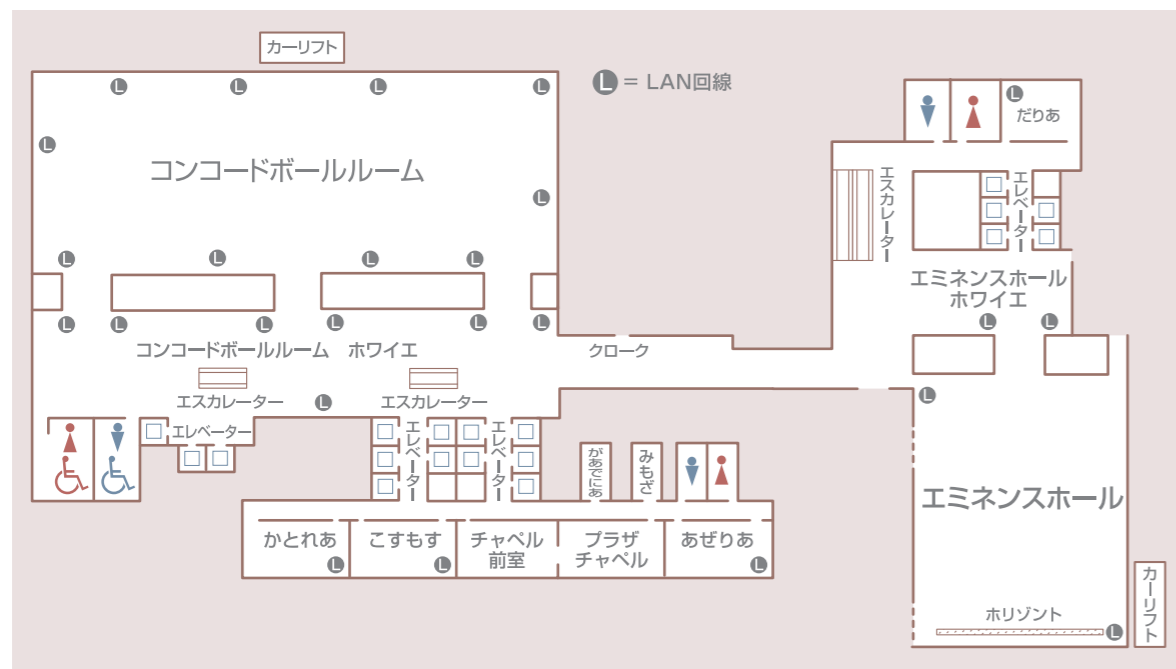 カーリフト
L = LAN回線
L
L
L
L
L
L
だりあ
コンコードボールルーム
L
エスカレーター
エレベーター
L
L
L
L
L
エミネンスホール
ホワイエ
L
L
L
L
L
L
L
コンコードボールルーム ホワイエ
クローク
エスカレーター
L
エスカレーター
L
エレベーター
エレベーター
エレベーター
があでにあ
みもざ
エミネンスホール
かとれあ
L
こすもす
L
チャペル
前室
プラザ
チャペル
あぜりあ
L
カーリフト
ホリゾント
L